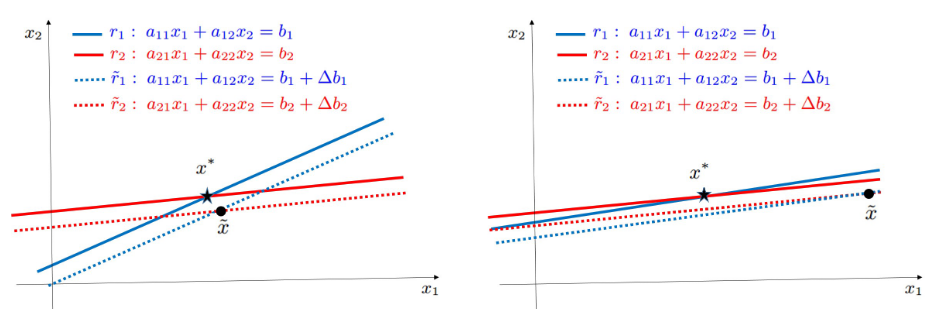 x₂
r₁ : a₁₁x₁ + a₁₂x₂ = b₁
r₂ : a₂₁x₁ + a₂₂x₂ = b₂
r̃₁ : a₁₁x₁ + a₁₂x₂ = b₁ + Δb₁
r̃₂ : a₂₁x₁ + a₂₂x₂ = b₂ + Δb₂
x*
x̃
x₁
x₂
r₁ : a₁₁x₁ + a₁₂x₂ = b₁
r₂ : a₂₁x₁ + a₂₂x₂ = b₂
r̃₁ : a₁₁x₁ + a₁₂x₂ = b₁ + Δb₁
r̃₂ : a₂₁x₁ + a₂₂x₂ = b₂ + Δb₂
x*
x̃
x₁